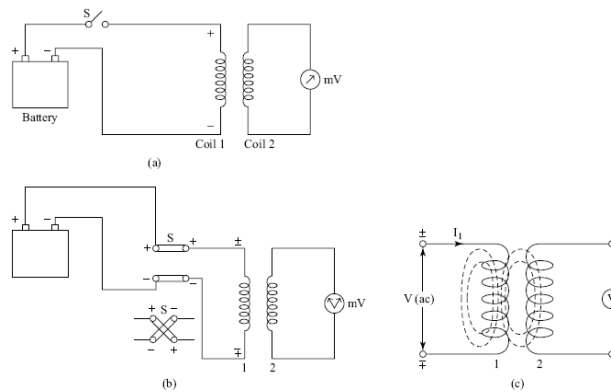 S
+ − +
mV
Battery
−
Coil 1 Coil 2
(a)
+ −
S
+ + ±
− −
mV
+ S −
− +
∓
1 2
(b)
±
I1
V (ac)
V
∓
1 2
(c)